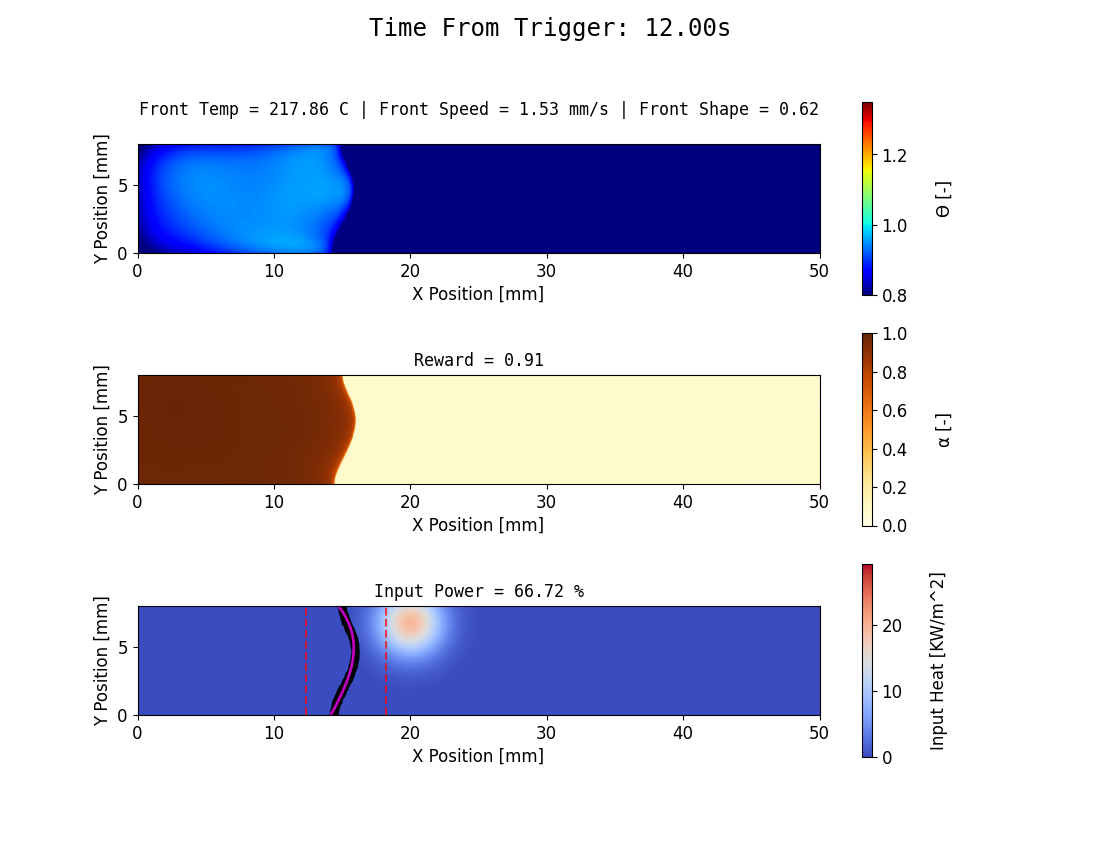 Time From Trigger: 12.00s
Front Temp = 217.86 C | Front Speed = 1.53 mm/s | Front Shape = 0.62
Y Position [mm]
5
0
0 10 20 30 40 50
X Position [mm]
1.2
1.0
0.8
Θ [-]
Reward = 0.91
Y Position [mm]
5
0
0 10 20 30 40 50
X Position [mm]
1.0
0.8
0.6
0.4
0.2
0.0
α [-]
Input Power = 66.72 %
Y Position [mm]
5
0
0 10 20 30 40 50
X Position [mm]
20
10
0
Input Heat [KW/m^2]